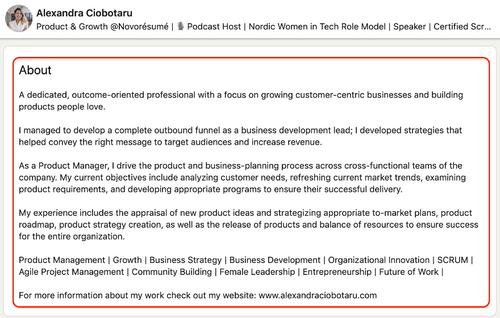 Alexandra Ciobotaru
Product & Growth @Novorésumé | 🎙 Podcast Host | Nordic Women in Tech Role Model | Speaker | Certified Scr...
About
A dedicated, outcome-oriented professional with a focus on growing customer-centric businesses and building
products people love.
I managed to develop a complete outbound funnel as a business development lead; I developed strategies that
helped convey the right message to target audiences and increase revenue.
As a Product Manager, I drive the product and business-planning process across cross-functional teams of the
company. My current objectives include analyzing customer needs, refreshing current market trends, examining
product requirements, and developing appropriate programs to ensure their successful delivery.
My experience includes the appraisal of new product ideas and strategizing appropriate to-market plans, product
roadmap, product strategy creation, as well as the release of products and balance of resources to ensure success
for the entire organization.
Product Management | Growth | Business Strategy | Business Development | Organizational Innovation | SCRUM |
Agile Project Management | Community Building | Female Leadership | Entrepreneurship | Future of Work |
For more information about my work check out my website: www.alexandraciobotaru.com